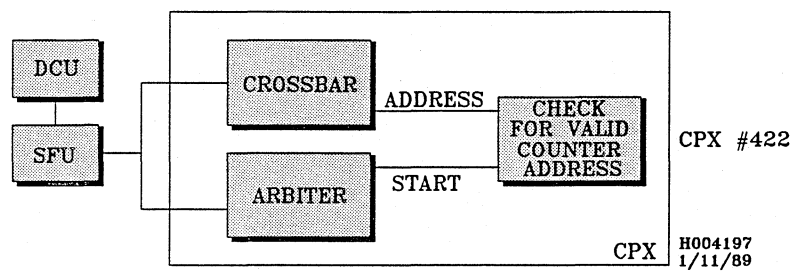 DCU
SFU
CROSSBAR
ARBITER
ADDRESS
START
CHECK
FOR VALID
COUNTER
ADDRESS
CPX #422
CPX
H004197
1/11/89